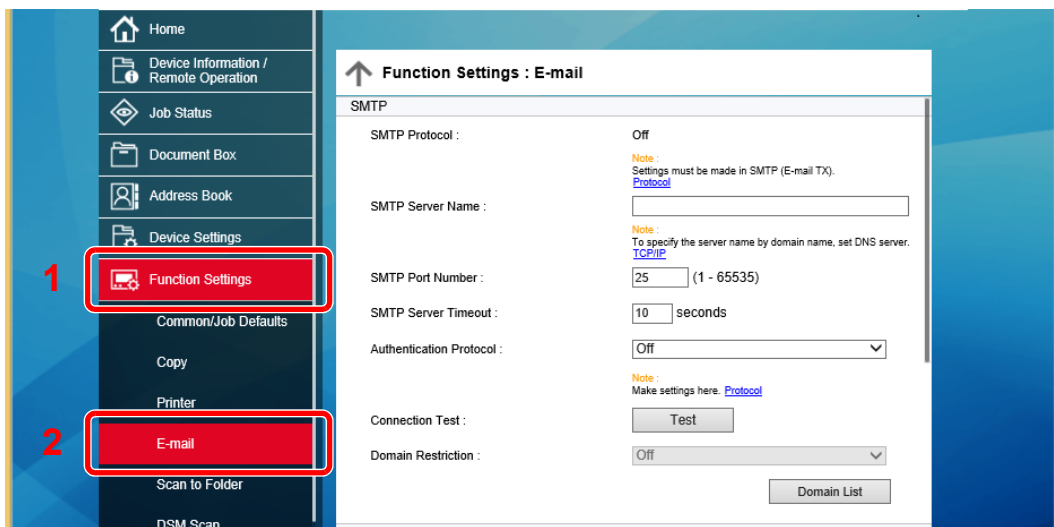 Home
Device Information /
Remote Operation
Job Status
Document Box
Address Book
Device Settings
1
Function Settings
Common/Job Defaults
Copy
Printer
2
E-mail
Scan to Folder
DSM Scan
Function Settings : E-mail
SMTP
SMTP Protocol : Off
Note :
Settings must be made in SMTP (E-mail TX).
Protocol
SMTP Server Name :
Note :
To specify the server name by domain name, set DNS server.
TCP/IP
SMTP Port Number : 25 (1 - 65535)
SMTP Server Timeout : 10 seconds
Authentication Protocol : Off
Note :
Make settings here. Protocol
Connection Test : Test
Domain Restriction : Off
Domain List